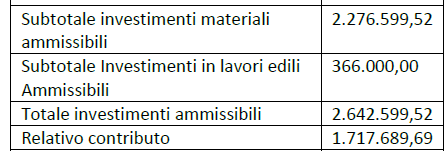 Subtotale investimenti materiali 2.276.599,52
ammissibili
Subtotale Investimenti in lavori edili 366.000,00
Ammissibili
Totale investimenti ammissibili 2.642.599,52
Relativo contributo 1.717.689,69